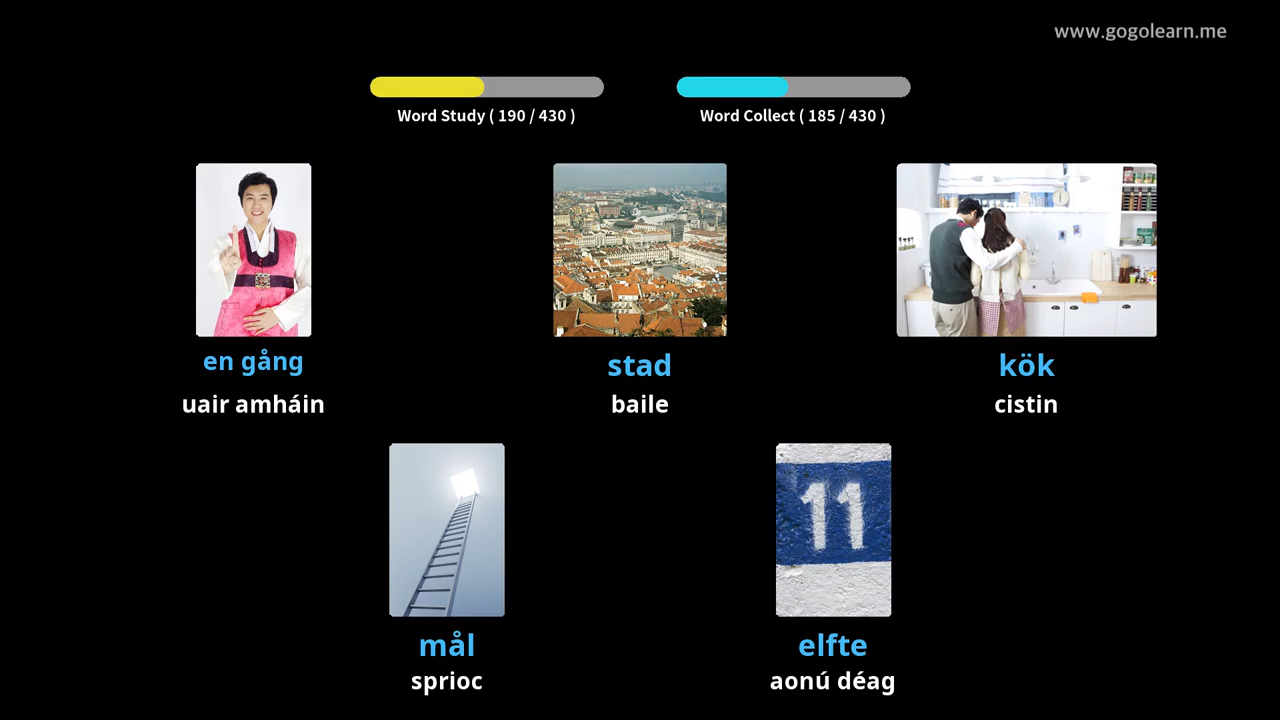 www.gogolearn.me
Word Study ( 190 / 430 )
Word Collect ( 185 / 430 )
en gång
uair amháin
stad
baile
kök
cistin
11
mål
sprioc
elfte
aonú déag